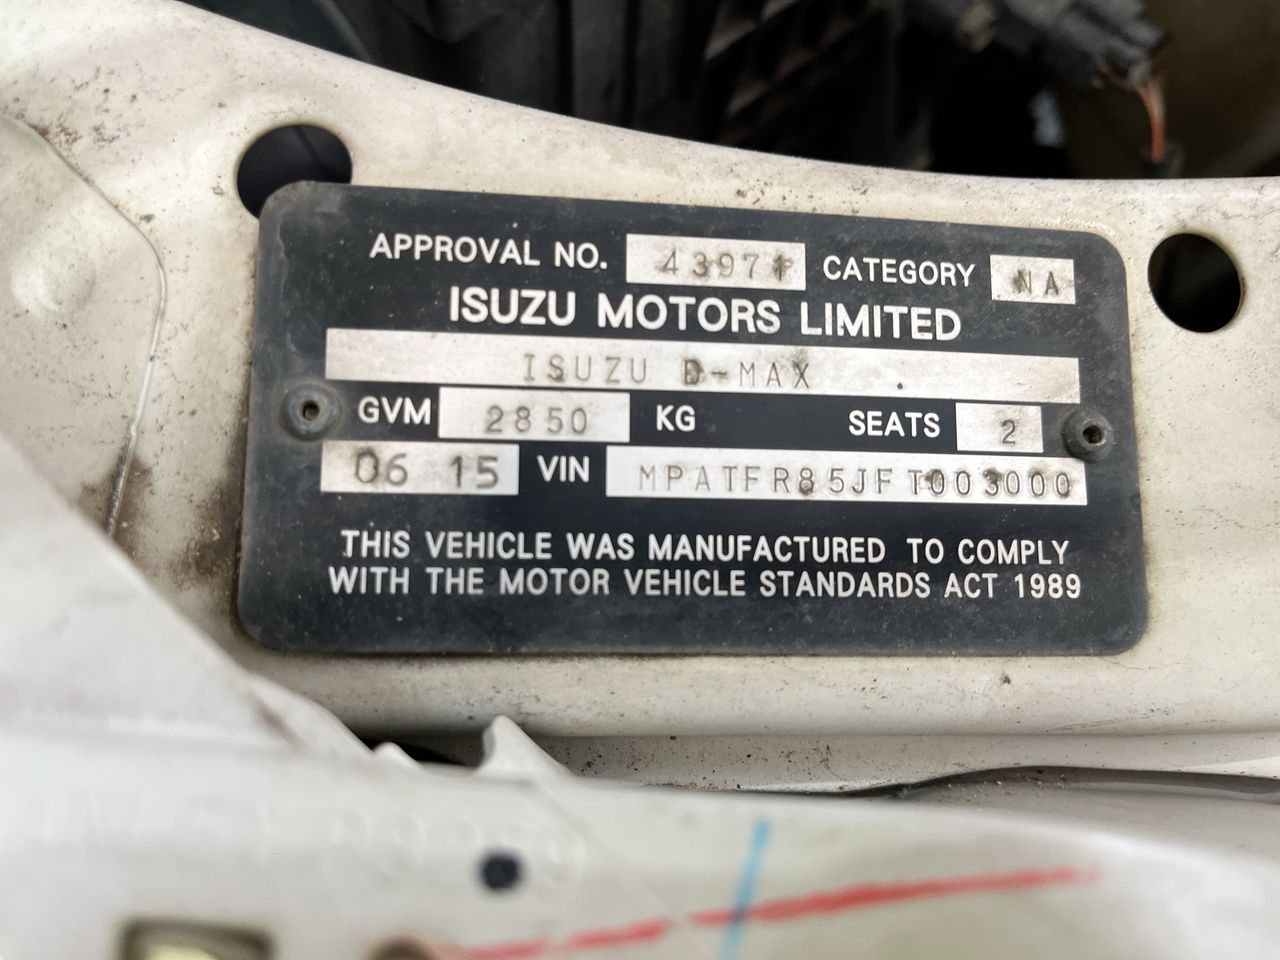 APPROVAL NO. 43971 CATEGORY NA
ISUZU MOTORS LIMITED
ISUZU D-MAX
GVM 2850 KG SEATS 2
06 15 VIN MPATFR85JFT003000
THIS VEHICLE WAS MANUFACTURED TO COMPLY
WITH THE MOTOR VEHICLE STANDARDS ACT 1989